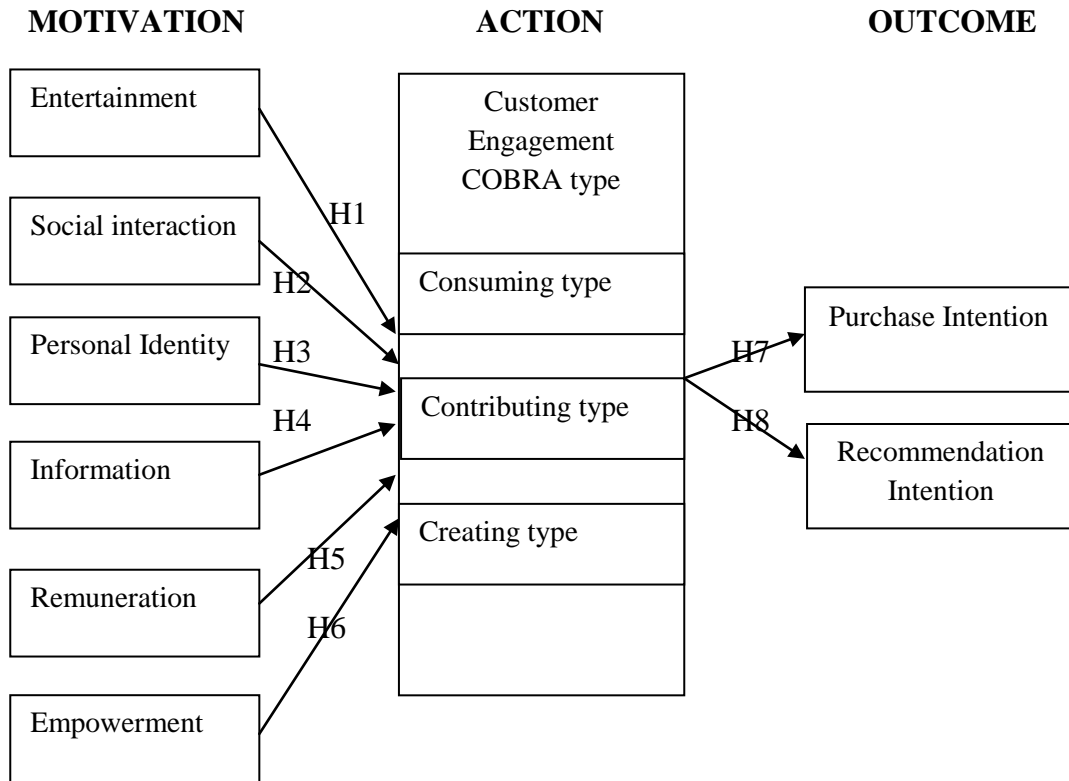 MOTIVATION
ACTION
OUTCOME
Entertainment
Social interaction
Personal Identity
Information
Remuneration
Empowerment
H1
H2
H3
H4
H5
H6
Customer
Engagement
COBRA type
Consuming type
Contributing type
Creating type
H7
H8
Purchase Intention
Recommendation
Intention